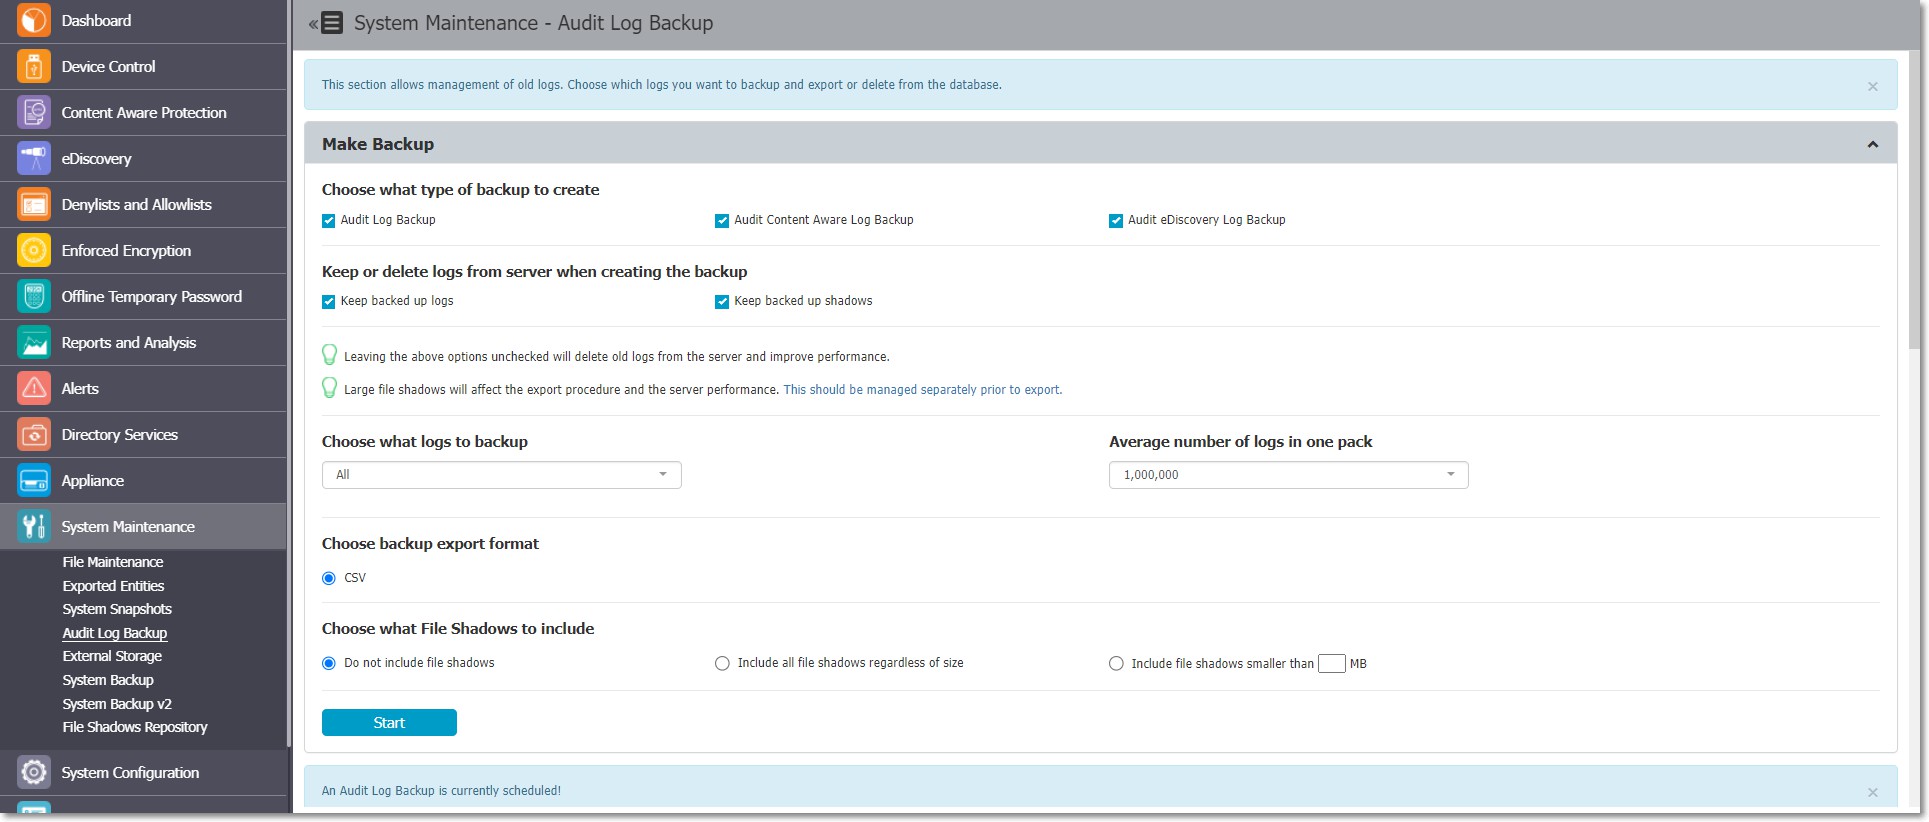 Dashboard
Device Control
Content Aware Protection
eDiscovery
Denylists and Allowlists
Enforced Encryption
Offline Temporary Password
Reports and Analysis
Alerts
Directory Services
Appliance
System Maintenance
File Maintenance
Exported Entities
System Snapshots
Audit Log Backup
External Storage
System Backup
System Backup v2
File Shadows Repository
System Configuration
System Maintenance - Audit Log Backup
This section allows management of old logs. Choose which logs you want to backup and export or delete from the database.
Make Backup
Choose what type of backup to create
Audit Log Backup Audit Content Aware Log Backup Audit eDiscovery Log Backup
Keep or delete logs from server when creating the backup
Keep backed up logs Keep backed up shadows
Leaving the above options unchecked will delete old logs from the server and improve performance.
Large file shadows will affect the export procedure and the server performance. This should be managed separately prior to export.
Choose what logs to backup Average number of logs in one pack
All 1,000,000
Choose backup export format
CSV
Choose what File Shadows to include
Do not include file shadows Include all file shadows regardless of size Include file shadows smaller than MB
Start
An Audit Log Backup is currently scheduled!